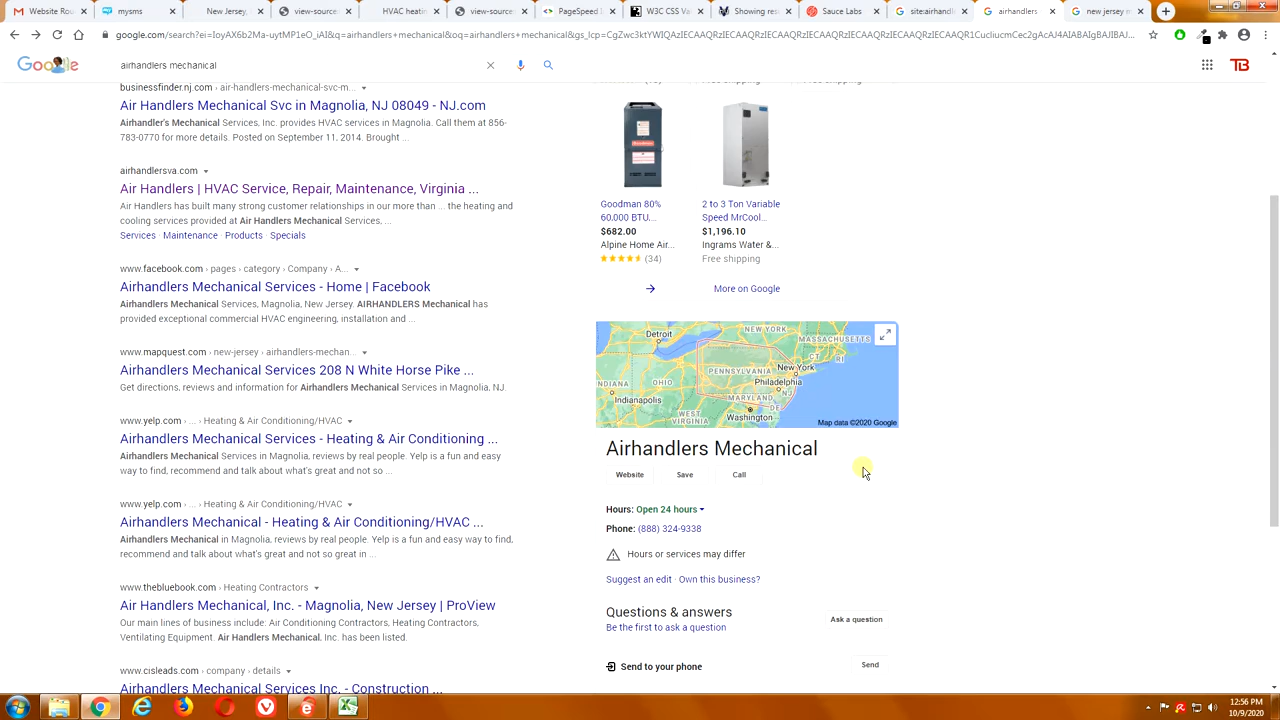 Website Rou
mysms
New Jersey,
view-source:
HVAC heatin
view-source:
PageSpeed I
W3C CSS Va
Showing res
Sauce Labs
site:airhandl
airhandlers
new jersey m
google.com/search?ei=
airhandlers mechanical
businessfinder.nj.com › air-handlers-mechanical-svc-m...
Air Handlers Mechanical Svc in Magnolia, NJ 08049 - NJ.com
Airhandler's Mechanical Services, Inc. provides HVAC services in Magnolia. Call them at 856-
783-0770 for more details. Posted on September 11, 2014. Brought ...
airhandlersva.com
Air Handlers | HVAC Service, Repair, Maintenance, Virginia ...
Air Handlers has built many strong customer relationships in our more than ... the heating and
cooling services provided at Air Handlers Mechanical Services, ...
Services · Maintenance · Products · Specials
www.facebook.com › pages › category › Company › A...
Airhandlers Mechanical Services - Home | Facebook
Airhandlers Mechanical Services, Magnolia, New Jersey. AIRHANDLERS Mechanical has
provided exceptional commercial HVAC engineering, installation and ...
www.mapquest.com › new-jersey › airhandlers-mechan...
Airhandlers Mechanical Services 208 N White Horse Pike ...
Get directions, reviews and information for Airhandlers Mechanical Services in Magnolia, NJ.
www.yelp.com › ... › Heating & Air Conditioning/HVAC
Airhandlers Mechanical Services - Heating & Air Conditioning ...
Airhandlers Mechanical Services in Magnolia, reviews by real people. Yelp is a fun and easy
way to find, recommend and talk about what's great and not so ...
www.yelp.com › ... › Heating & Air Conditioning/HVAC
Airhandlers Mechanical - Heating & Air Conditioning/HVAC ...
Airhandlers Mechanical in Magnolia, reviews by real people. Yelp is a fun and easy way to find,
recommend and talk about what's great and not so great in ...
www.thebluebook.com › Heating Contractors
Air Handlers Mechanical, Inc. - Magnolia, New Jersey | ProView
Our main lines of business include: Air Conditioning Contractors, Heating Contractors,
Ventilating Equipment. Air Handlers Mechanical, Inc. has been listed.
www.cisleads.com › company › details
Airhandlers Mechanical Services Inc. - Construction ...
Goodman 80%
60,000 BTU...
$682.00
Alpine Home Air...
(34)
2 to 3 Ton Variable
Speed MrCool...
$1,196.10
Ingrams Water &...
Free shipping
More on Google
Detroit
NEW YORK
MASSACHUSETTS
CT
RI
INDIANA
OHIO
PENNSYLVANIA
New York
Indianapolis
Philadelphia
MARYLAND
NJ
DE
WEST
VIRGINIA
Washington
Map data ©2020 Google
Airhandlers Mechanical
Website
Save
Call
Hours: Open 24 hours
Phone: (888) 324-9338
Hours or services may differ
Suggest an edit · Own this business?
Questions & answers
Be the first to ask a question
Ask a question
Send to your phone
Send
12:56 PM
10/9/2020